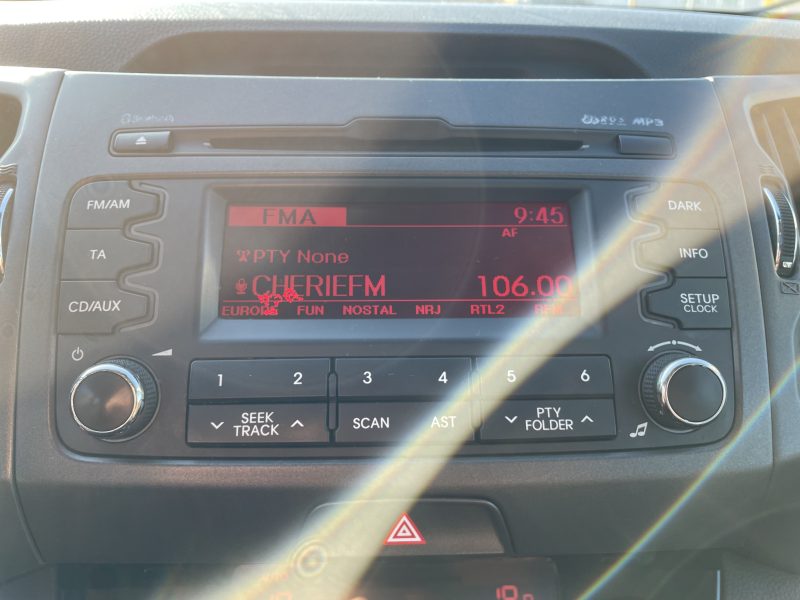 MP3
FM/AM
DARK
FMA 9:45
AF
TA
INFO
PTY None
CHERIEFM 106.00
CD/AUX
SETUP
CLOCK
FUN NOSTAL NRJ RTL2
1 2 3 4 5 6
SEEK
TRACK
SCAN
AST
PTY
FOLDER